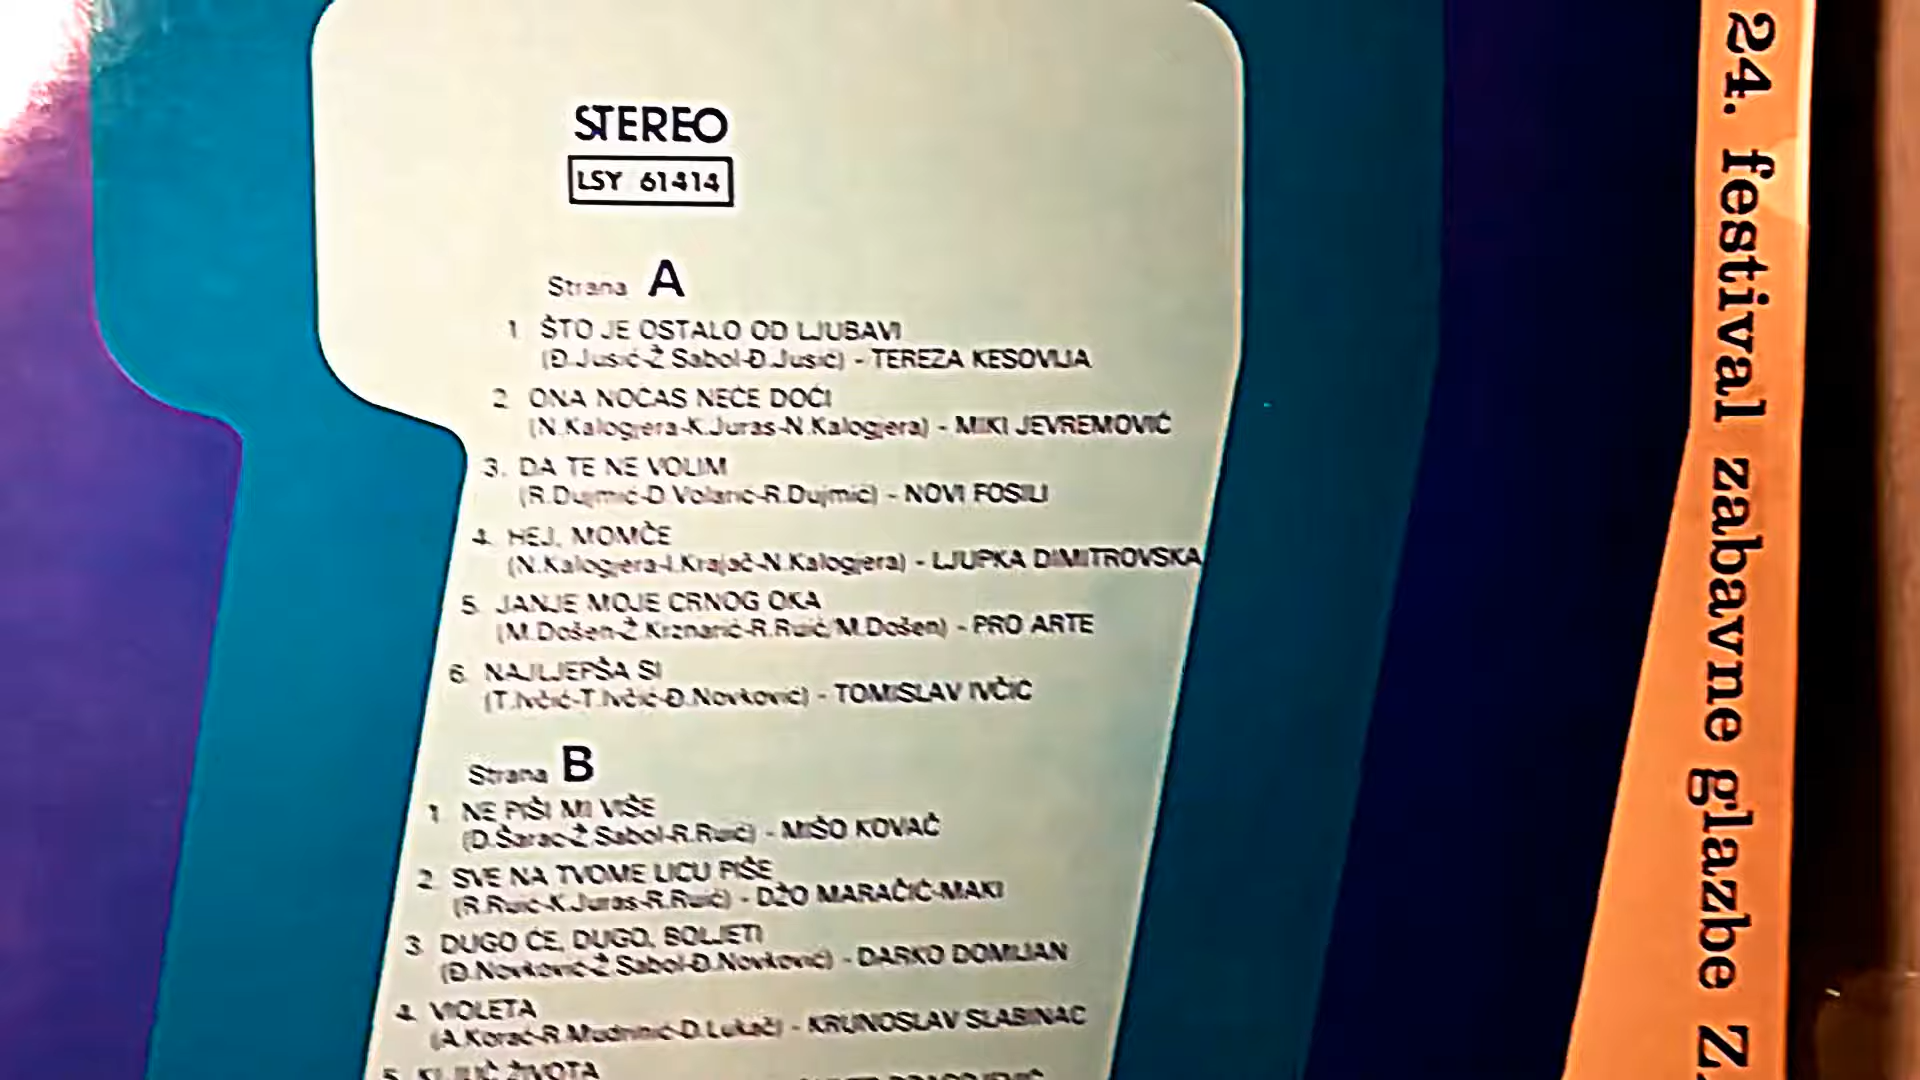 STEREO
LSY 61414
Strana A
1. ŠTO JE OSTALO OD LJUBAVI
(Đ.Jusić-Ž.Sabol-Đ.Jusić) - TEREZA KESOVIJA
2. ONA NOĆAS NEĆE DOĆI
(N.Kalogjera-K.Juras-N.Kalogjera) - MIKI JEVREMOVIĆ
3. DA TE NE VOLIM
(R.Dujmić-D.Volarić-R.Dujmić) - NOVI FOSILI
4. HEJ, MOMČE
(N.Kalogjera-I.Krajač-N.Kalogjera) - LJUPKA DIMITROVSKA
5. JANJE MOJE CRNOG OKA
(M.Došen-Ž.Krznarić-R.Ruić/M.Došen) - PRO ARTE
6. NAJLJEPŠA SI
(T.Ivčić-T.Ivčić-Đ.Novković) - TOMISLAV IVČIĆ
Strana B
1. NE PIŠI MI VIŠE
(D.Šarac-Ž.Sabol-R.Ruić) - MIŠO KOVAČ
2. SVE NA TVOME LICU PIŠE
(R.Ruić-K.Juras-R.Ruić) - DŽO MARAČIĆ-MAKI
3. DUGO ĆE, DUGO, BOLJETI
(Đ.Novković-Ž.Sabol-Đ.Novković) - DARKO DOMIJAN
4. VIOLETA
(A.Korać-R.Mudrinić-D.Lukač) - KRUNOSLAV SLABINAC
5. KLJUČ ŽIVOTA
24. festival zabavne glazbe Z